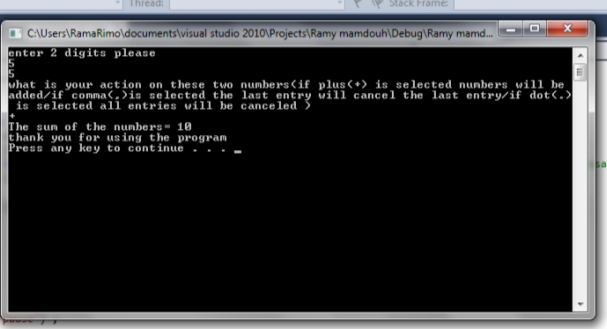 Thread:
Stack Frame:
C:\Users\RamaRimo\documents\visual studio 2010\Projects\Ramy mamdouh\Debug\Ramy mamd...
enter 2 digits please
5
5
what is your action on these two numbers(if plus(+) is selected numbers will be
added/if comma(,)is selected the last entry will cancel the last entry/if dot(.)
is selected all entries will be canceled )
+
The sum of the numbers= 10
thank you for using the program
Press any key to continue . . . _
sa